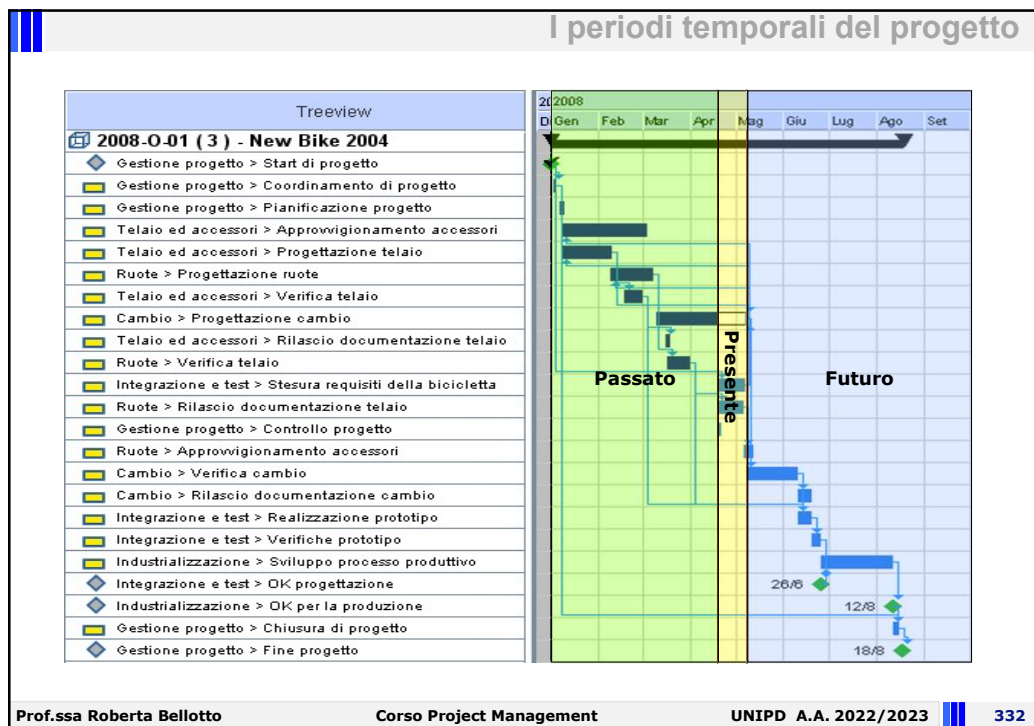 I periodi temporali del progetto
Treeview
2008
D Gen Feb Mar Apr Mag Giu Lug Ago Set
2008-O-01 ( 3 ) - New Bike 2004
Gestione progetto > Start di progetto
Gestione progetto > Coordinamento di progetto
Gestione progetto > Pianificazione progetto
Telaio ed accessori > Approvvigionamento accessori
Telaio ed accessori > Progettazione telaio
Ruote > Progettazione ruote
Telaio ed accessori > Verifica telaio
Cambio > Progettazione cambio
Telaio ed accessori > Rilascio documentazione telaio
Ruote > Verifica telaio
Integrazione e test > Stesura requisiti della bicicletta
Ruote > Rilascio documentazione telaio
Gestione progetto > Controllo progetto
Ruote > Approvvigionamento accessori
Cambio > Verifica cambio
Cambio > Rilascio documentazione cambio
Integrazione e test > Realizzazione prototipo
Integrazione e test > Verifiche prototipo
Industrializzazione > Sviluppo processo produttivo
Integrazione e test > OK progettazione
Industrializzazione > OK per la produzione
Gestione progetto > Chiusura di progetto
Gestione progetto > Fine progetto
Passato
Presente
Futuro
26/6
12/8
18/8
Prof.ssa Roberta Bellotto Corso Project Management UNIPD A.A. 2022/2023 332